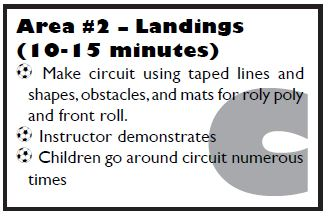 Area #2 – Landings
(10-15 minutes)
Make circuit using taped lines and
shapes, obstacles, and mats for roly poly
and front roll.
Instructor demonstrates
Children go around circuit numerous
times